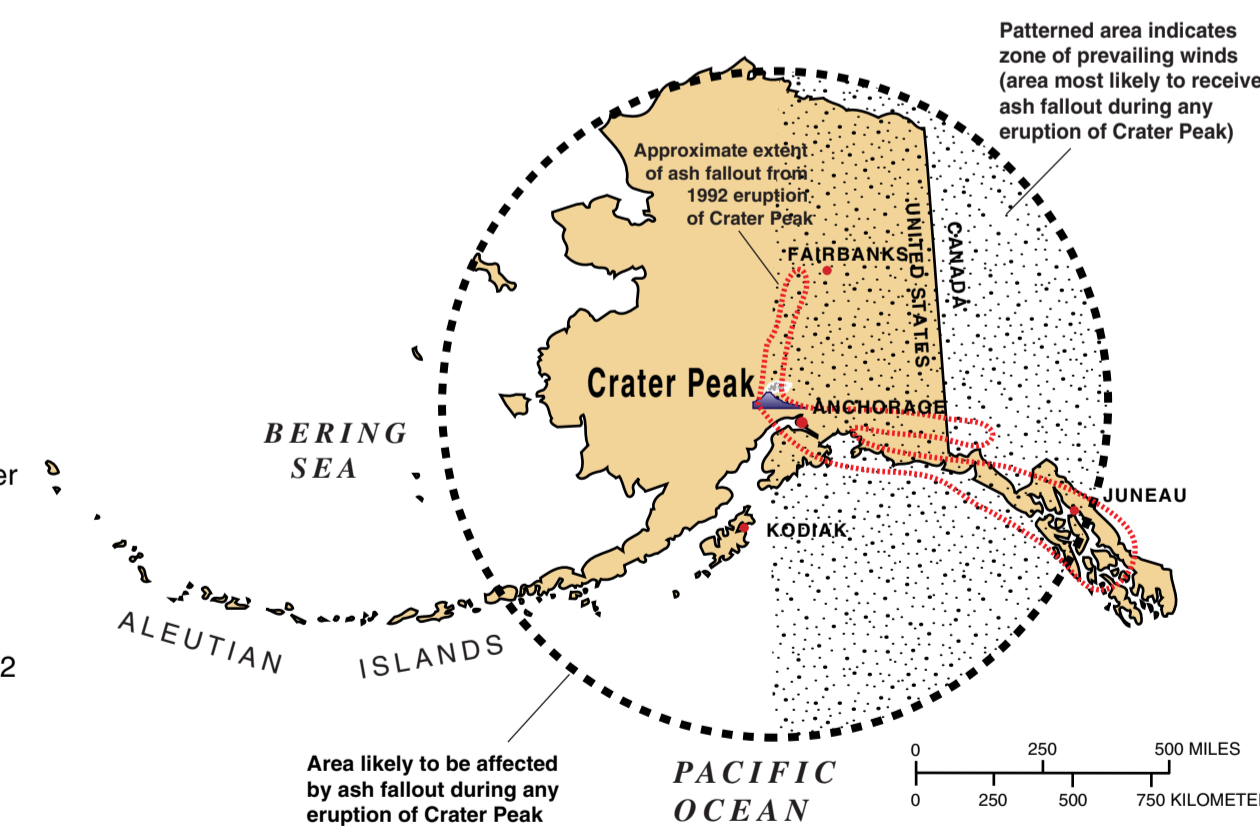 Patterned area indicates
zone of prevailing winds
(area most likely to receive
ash fallout during any
eruption of Crater Peak)
Approximate extent
of ash fallout from
1992 eruption
of Crater Peak
FAIRBANKS
UNITED STATES
CANADA
Crater Peak
ANCHORAGE
BERING
SEA
er
JUNEAU
KODIAK
ALEUTIAN ISLANDS
2
Area likely to be affected
by ash fallout during any
eruption of Crater Peak
PACIFIC
OCEAN
0 250 500 MILES
0 250 500 750 KILOMETE